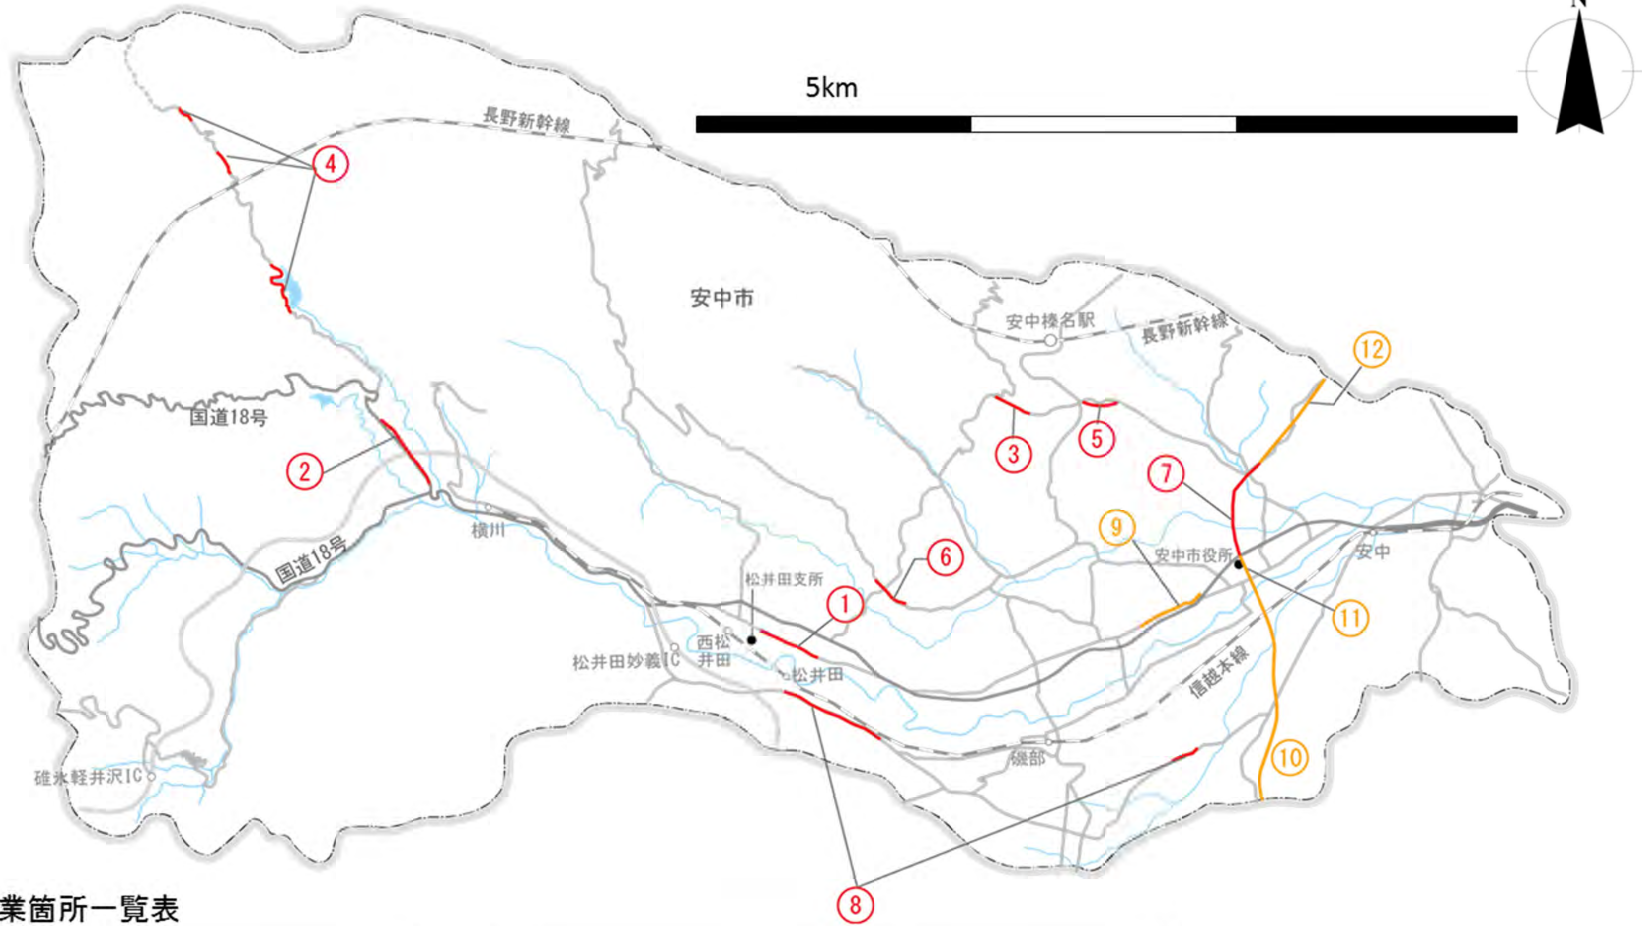 N
5km
長野新幹線
④
安中市
安中榛名駅
長野新幹線
⑫
国道18号
②
③
⑤
⑦
⑨
横川
国道18号
安中市役所
安中
⑥
松井田支所
①
⑪
西松
井田
松井田妙義IC
松井田
信越本線
磯部
⑩
碓氷軽井沢IC
⑧
業箇所一覧表